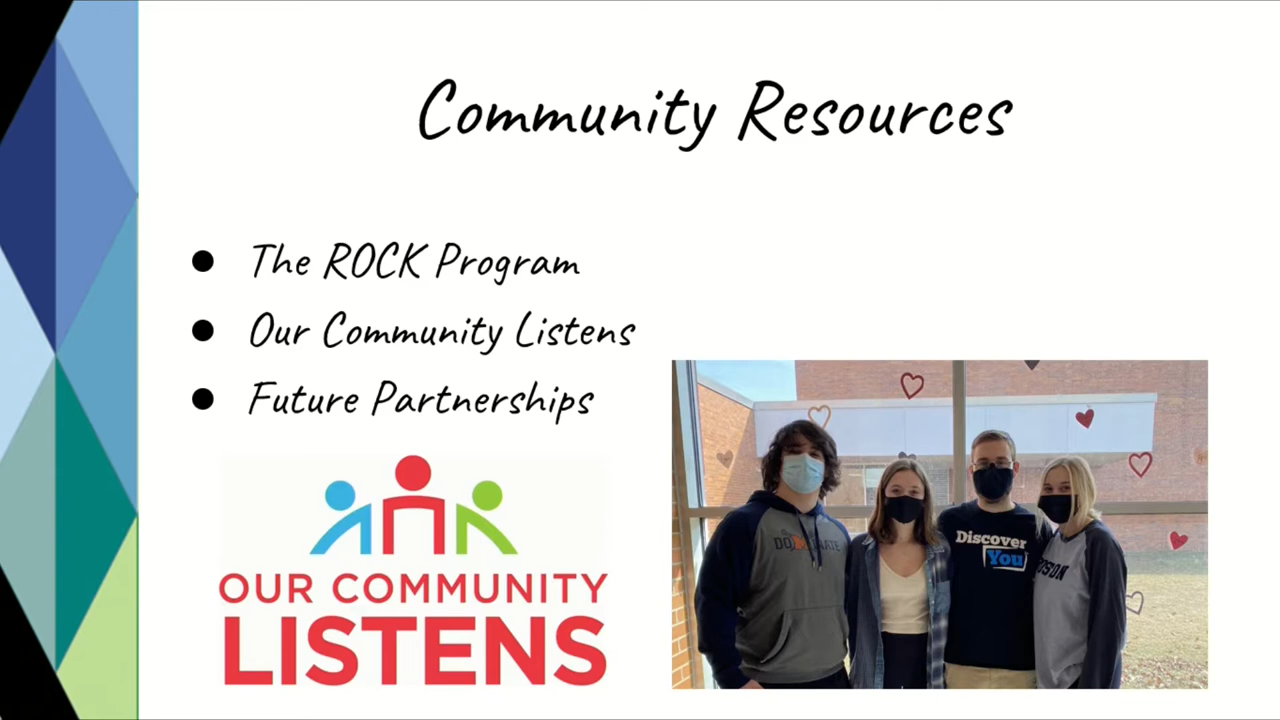 Community Resources
The ROCK Program
Our Community Listens
Future Partnerships
OUR COMMUNITY
LISTENS
Discover
You